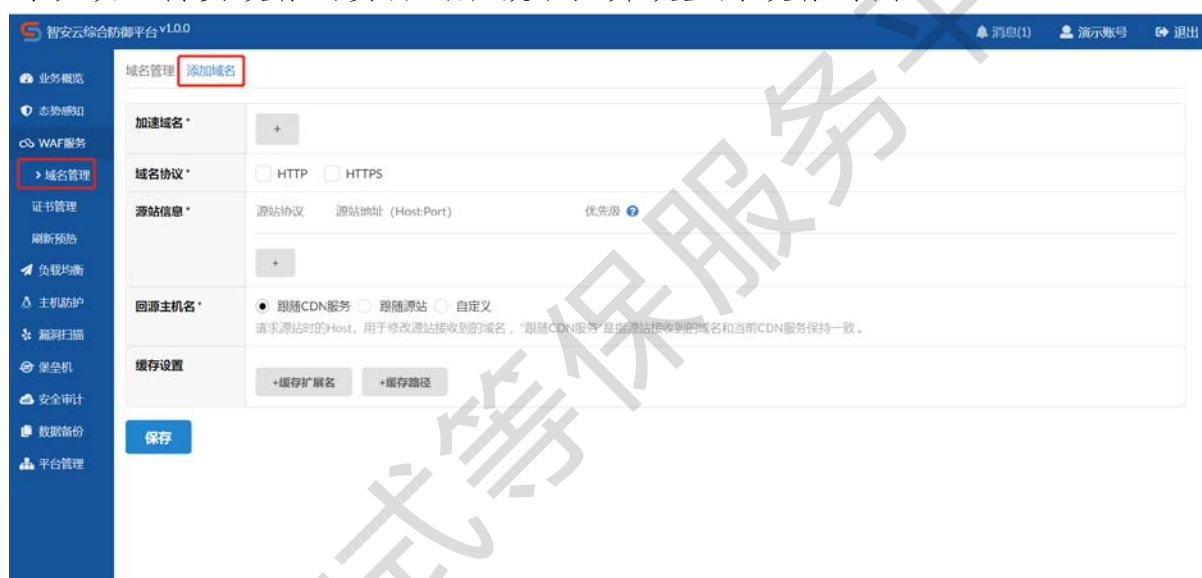 智安云综合防御平台 v1.0.0
消息(1) 演示账号 退出
业务概览
态势感知
WAF服务
域名管理
证书管理
刷新预热
负载均衡
主机防护
漏洞扫描
堡垒机
安全审计
数据备份
平台管理
域名管理 添加域名
加速域名 *
+
域名协议 * HTTP HTTPS
源站信息 * 源站协议 源站地址 (Host:Port) 优先级
+
回源主机名 * 跟随CDN服务 跟随源站 自定义
请求源站时的Host，用于修改源站接收到的域名，"跟随CDN服务"是指源站接收到的域名和当前CDN服务保持一致。
缓存设置
+缓存扩展名 +缓存路径
保存
式等保服务平